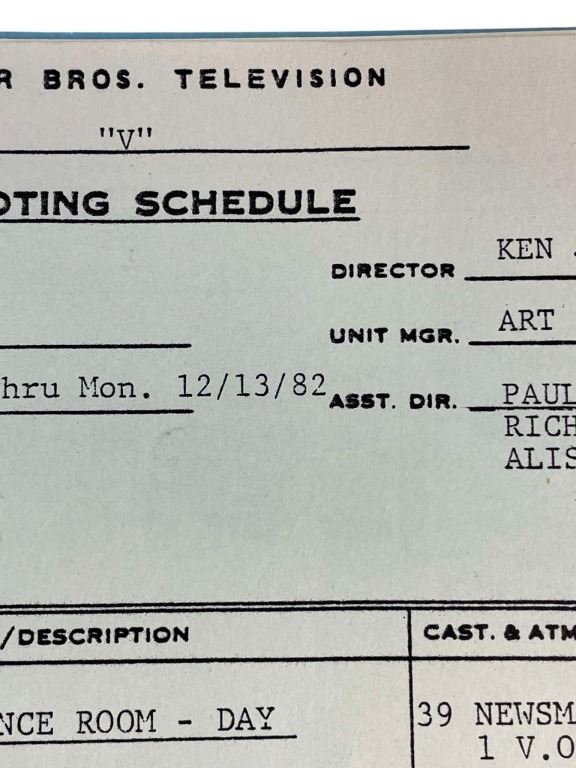 R BROS. TELEVISION
"V"
OTING SCHEDULE
KEN
DIRECTOR
UNIT MGR. ART
hru Mon. 12/13/82 ASST. DIR. PAUL
RICH
ALIS
/DESCRIPTION CAST. & ATM
NCE ROOM - DAY 39 NEWSM
1 V.O